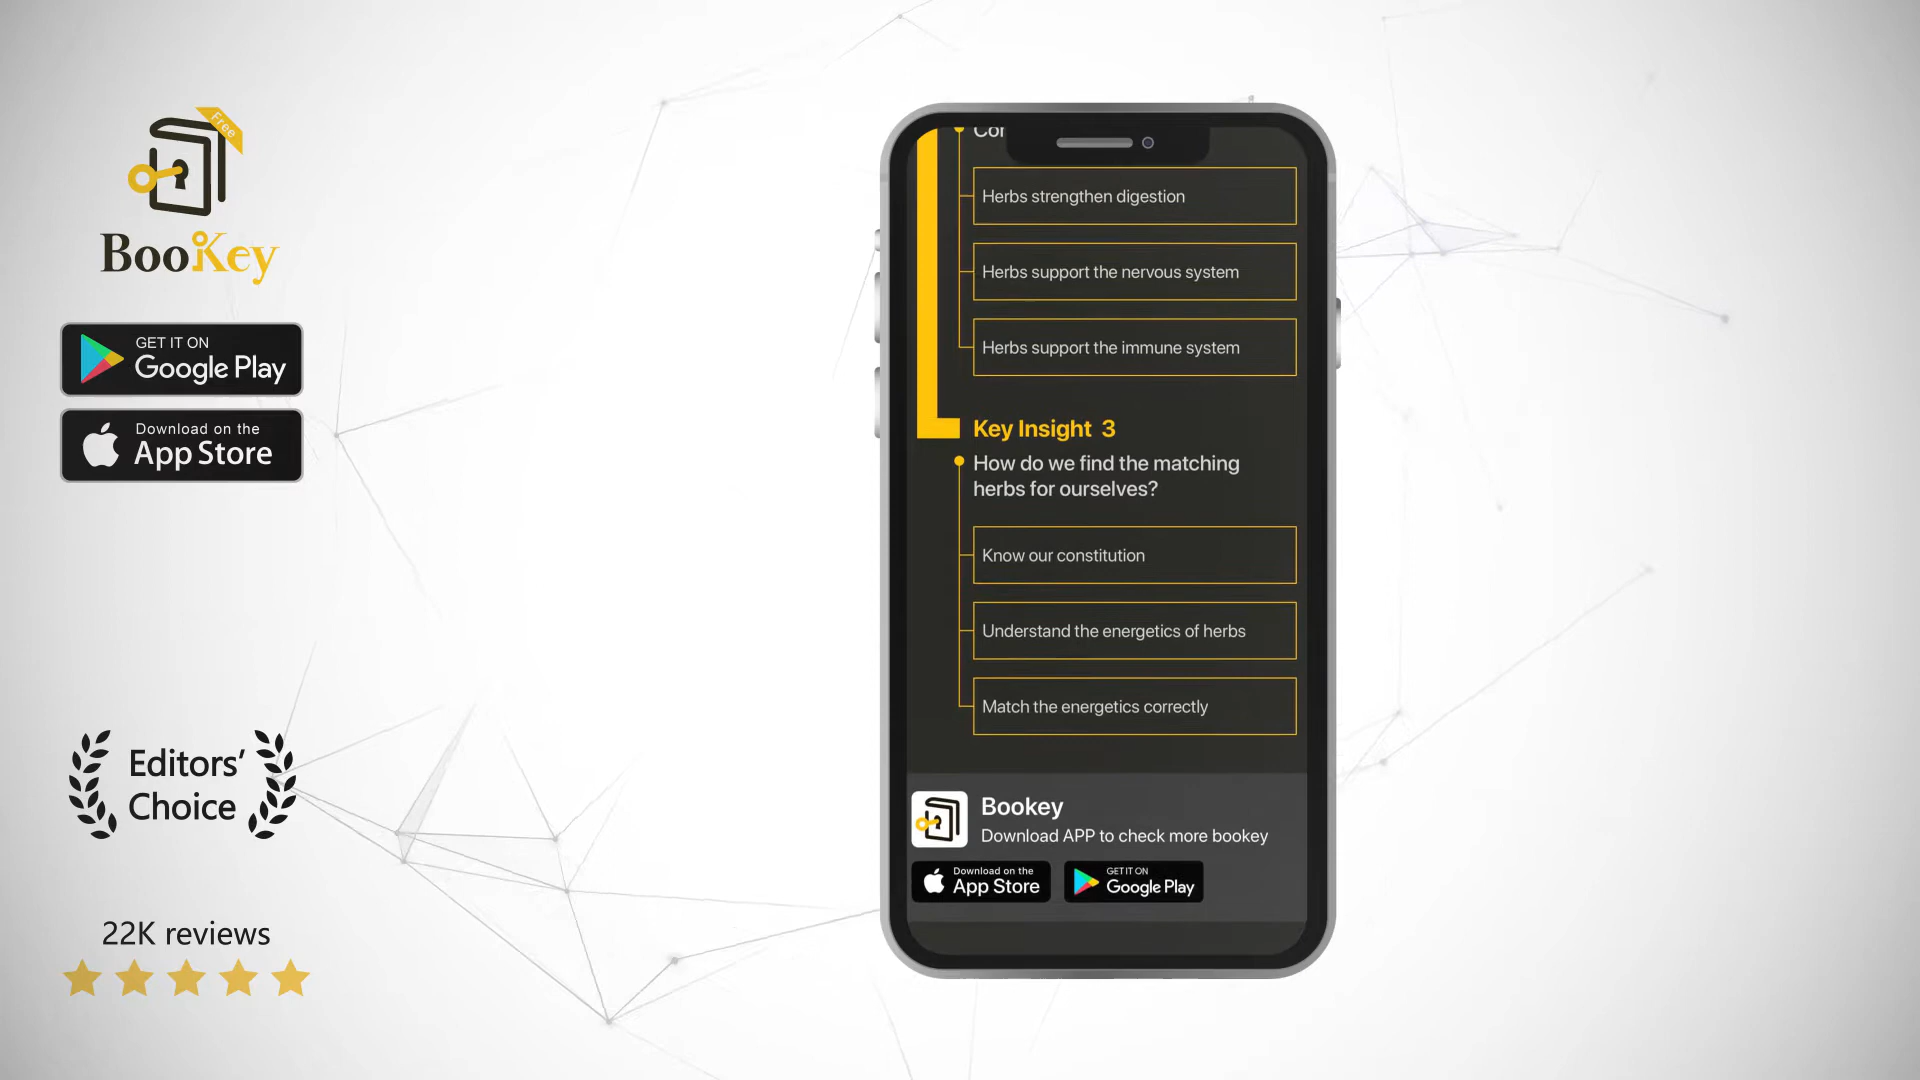 Free
BooKey
GET IT ON
Google Play
Download on the
App Store
Editors'
Choice
22K reviews
Herbs strengthen digestion
Herbs support the nervous system
Herbs support the immune system
Key Insight 3
How do we find the matching
herbs for ourselves?
Know our constitution
Understand the energetics of herbs
Match the energetics correctly
Bookey
Download APP to check more bookey
Download on the
App Store
GET IT ON
Google Play